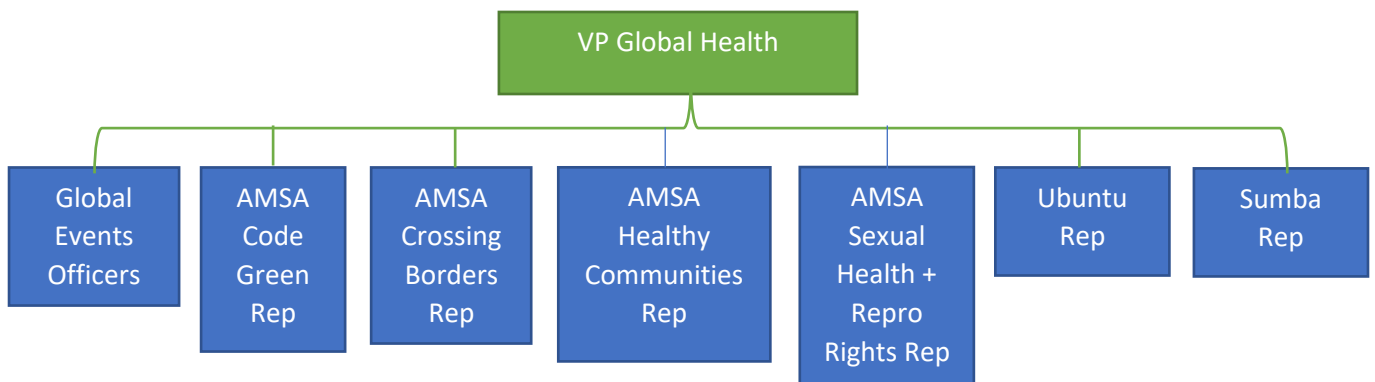 VP Global Health
Global
Events
Officers
AMSA
Code
Green
Rep
AMSA
Crossing
Borders
Rep
AMSA
Healthy
Communities
Rep
AMSA
Sexual
Health +
Repro
Rights Rep
Ubuntu
Rep
Sumba
Rep